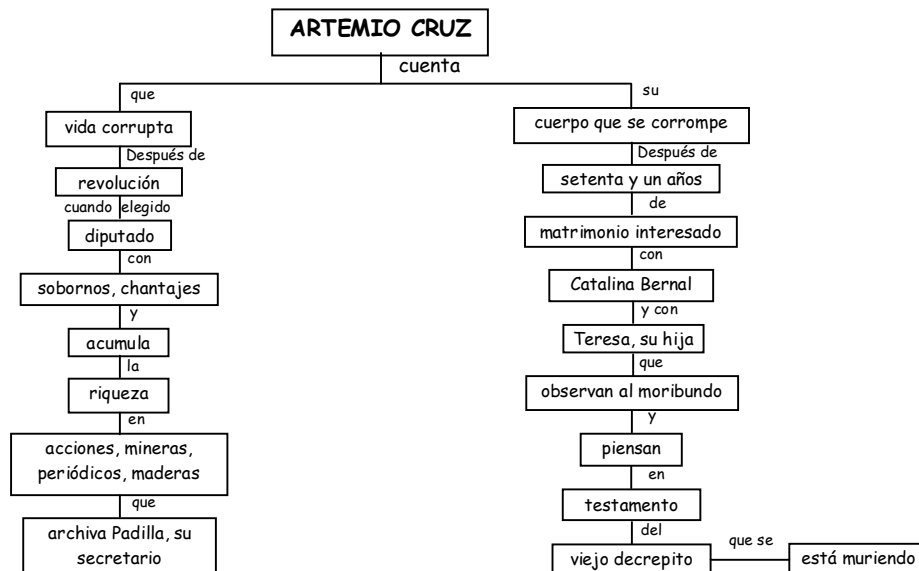 ARTEMIO CRUZ
cuenta
que
vida corrupta
Después de
revolución
cuando elegido
diputado
con
sobornos, chantajes
y
acumula
la
riqueza
en
acciones, mineras,
periódicos, maderas
que
archiva Padilla, su
secretario
su
cuerpo que se corrompe
Después de
setenta y un años
de
matrimonio interesado
con
Catalina Bernal
y con
Teresa, su hija
que
observan al moribundo
y
piensan
en
testamento
del
viejo decrepito
que se
está muriendo